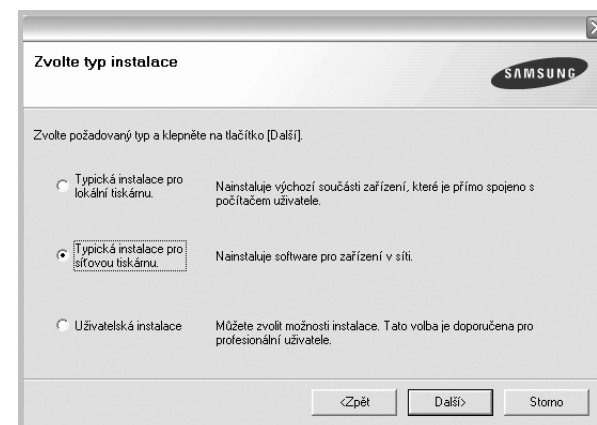 Zvolte typ instalace
SAMSUNG
Zvolte požadovaný typ a klepněte na tlačítko [Další].
Typická instalace pro
lokální tiskárnu.
Nainstaluje výchozí součásti zařízení, které je přímo spojeno s
počítačem uživatele.
Typická instalace pro
síťovou tiskárnu.
Nainstaluje software pro zařízení v síti.
Uživatelská instalace
Můžete zvolit možnosti instalace. Tato volba je doporučena pro
profesionální uživatele.
<Zpět
Další>
Storno